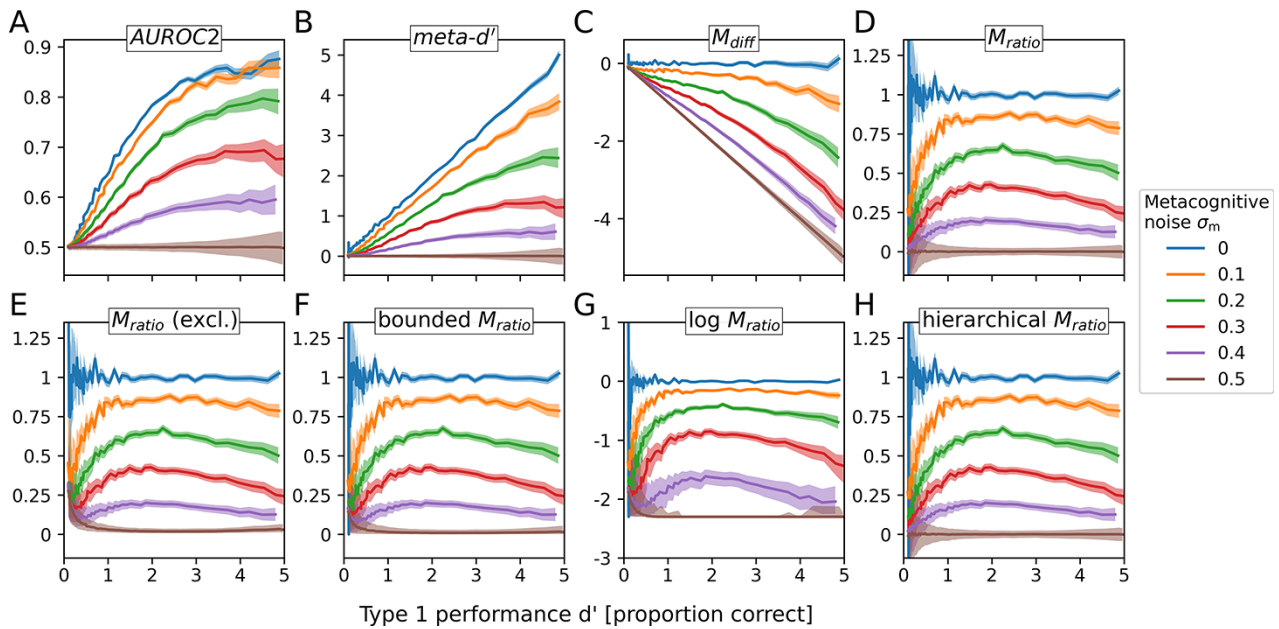 A
AUROC2
0.9
0.8
0.7
0.6
0.5
B
meta-d'
5
4
3
2
1
0
C
M_diff
0
-2
-4
D
M_ratio
1.25
1
0.75
0.5
0.25
0
Metacognitive
noise σ_m
0
0.1
0.2
0.3
0.4
0.5
E
M_ratio (excl.)
1.25
1
0.75
0.5
0.25
0
0 1 2 3 4 5
F
bounded M_ratio
1.25
1
0.75
0.5
0.25
0
0 1 2 3 4 5
G
log M_ratio
1
0
-1
-2
-3
0 1 2 3 4 5
H
hierarchical M_ratio
1.25
1
0.75
0.5
0.25
0
0 1 2 3 4 5
Type 1 performance d' [proportion correct]